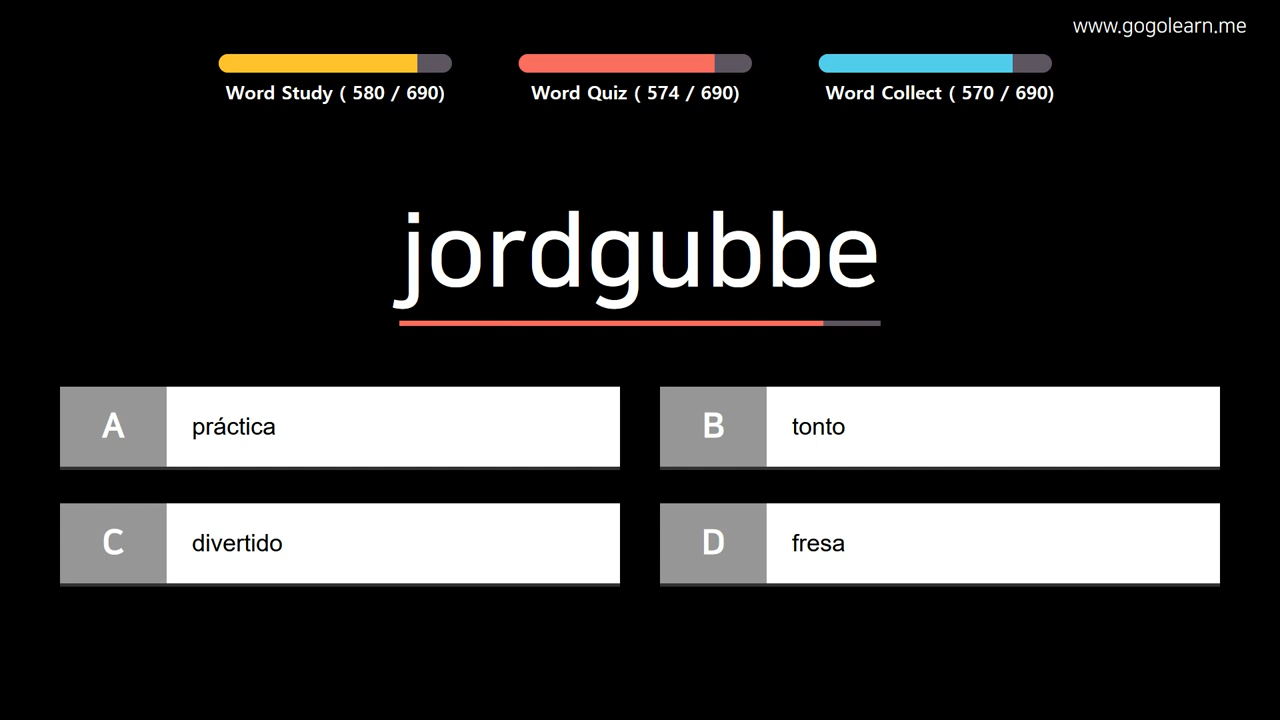 www.gogolearn.me
Word Study ( 580 / 690)
Word Quiz ( 574 / 690)
Word Collect ( 570 / 690)
jordgubbe
A
práctica
B
tonto
C
divertido
D
fresa